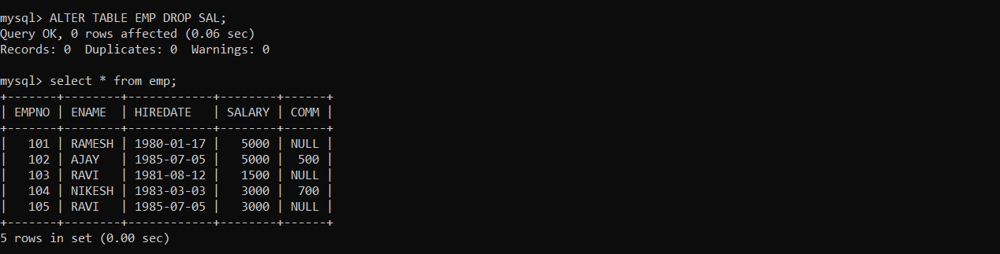 mysql> ALTER TABLE EMP DROP SAL;
Query OK, 0 rows affected (0.06 sec)
Records: 0  Duplicates: 0  Warnings: 0

mysql> select * from emp;
+-------+--------+------------+--------+------+
| EMPNO | ENAME  | HIREDATE   | SALARY | COMM |
+-------+--------+------------+--------+------+
|   101 | RAMESH | 1980-01-17 |   5000 | NULL |
|   102 | AJAY   | 1985-07-05 |   5000 |  500 |
|   103 | RAVI   | 1981-08-12 |   1500 | NULL |
|   104 | NIKESH | 1983-03-03 |   3000 |  700 |
|   105 | RAVI   | 1985-07-05 |   3000 | NULL |
+-------+--------+------------+--------+------+
5 rows in set (0.00 sec)